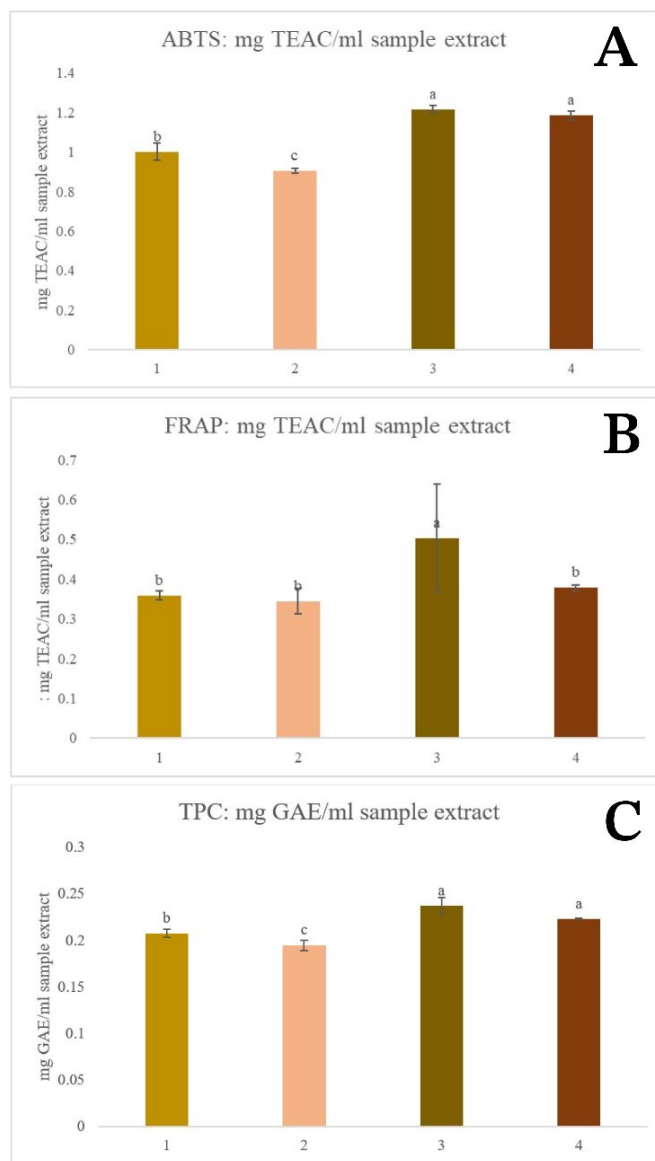 ABTS: mg TEAC/ml sample extract
A
mg TEAC/ml sample extract
1.4
1.2
1
0.8
0.6
0.4
0.2
0
b
c
a
a
1
2
3
4
FRAP: mg TEAC/ml sample extract
B
: mg TEAC/ml sample extract
0.7
0.6
0.5
0.4
0.3
0.2
0.1
0
b
b
a
b
1
2
3
4
TPC: mg GAE/ml sample extract
C
mg GAE/ml sample extract
0.3
0.25
0.2
0.15
0.1
0.05
0
b
c
a
a
1
2
3
4